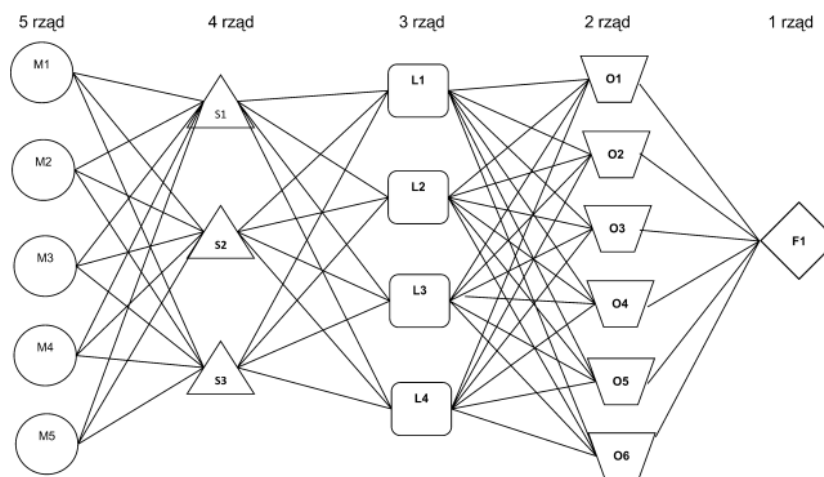 5 rząd 4 rząd 3 rząd 2 rząd 1 rząd
M1
M2
M3
M4
M5
S1
S2
S3
L1
L2
L3
L4
O1
O2
O3
O4
O5
O6
F1